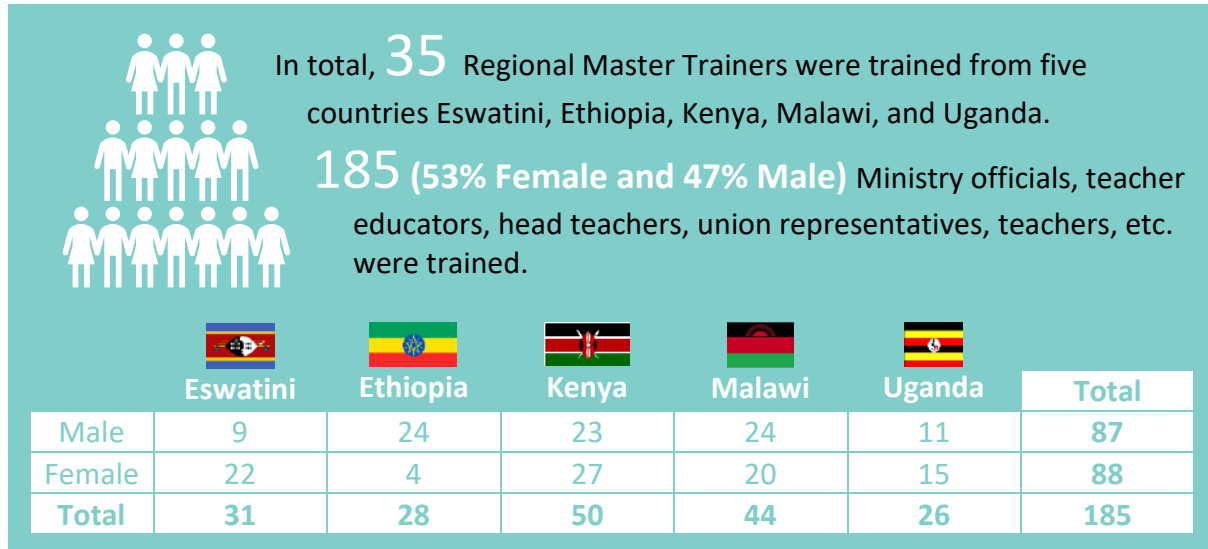 In total, 35 Regional Master Trainers were trained from five
countries Eswatini, Ethiopia, Kenya, Malawi, and Uganda.
185 (53% Female and 47% Male) Ministry officials, teacher
educators, head teachers, union representatives, teachers, etc.
were trained.
Eswatini Ethiopia Kenya Malawi Uganda Total
Male 9 24 23 24 11 87
Female 22 4 27 20 15 88
Total 31 28 50 44 26 185